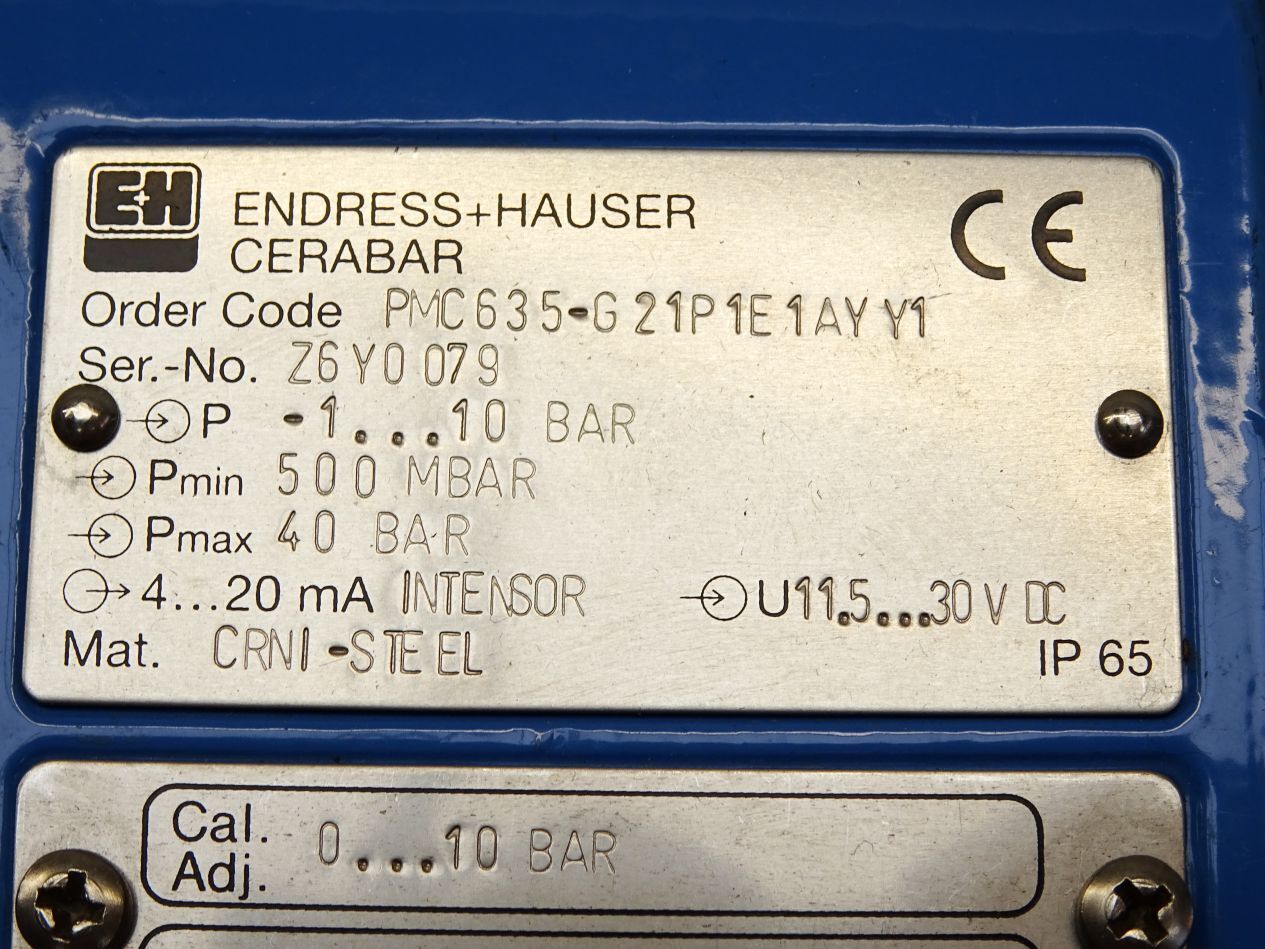 E+H
ENDRESS+HAUSER
CERABAR
CE
Order Code PMC635-G21P1E1AYY1
Ser.-No. Z6Y0079
P -1...10 BAR
Pmin 500 MBAR
Pmax 40 BAR
4...20 mA INTENSOR U11.5...30V DC
Mat. CRNI-STEEL IP 65
Cal. Adj. 0...10 BAR